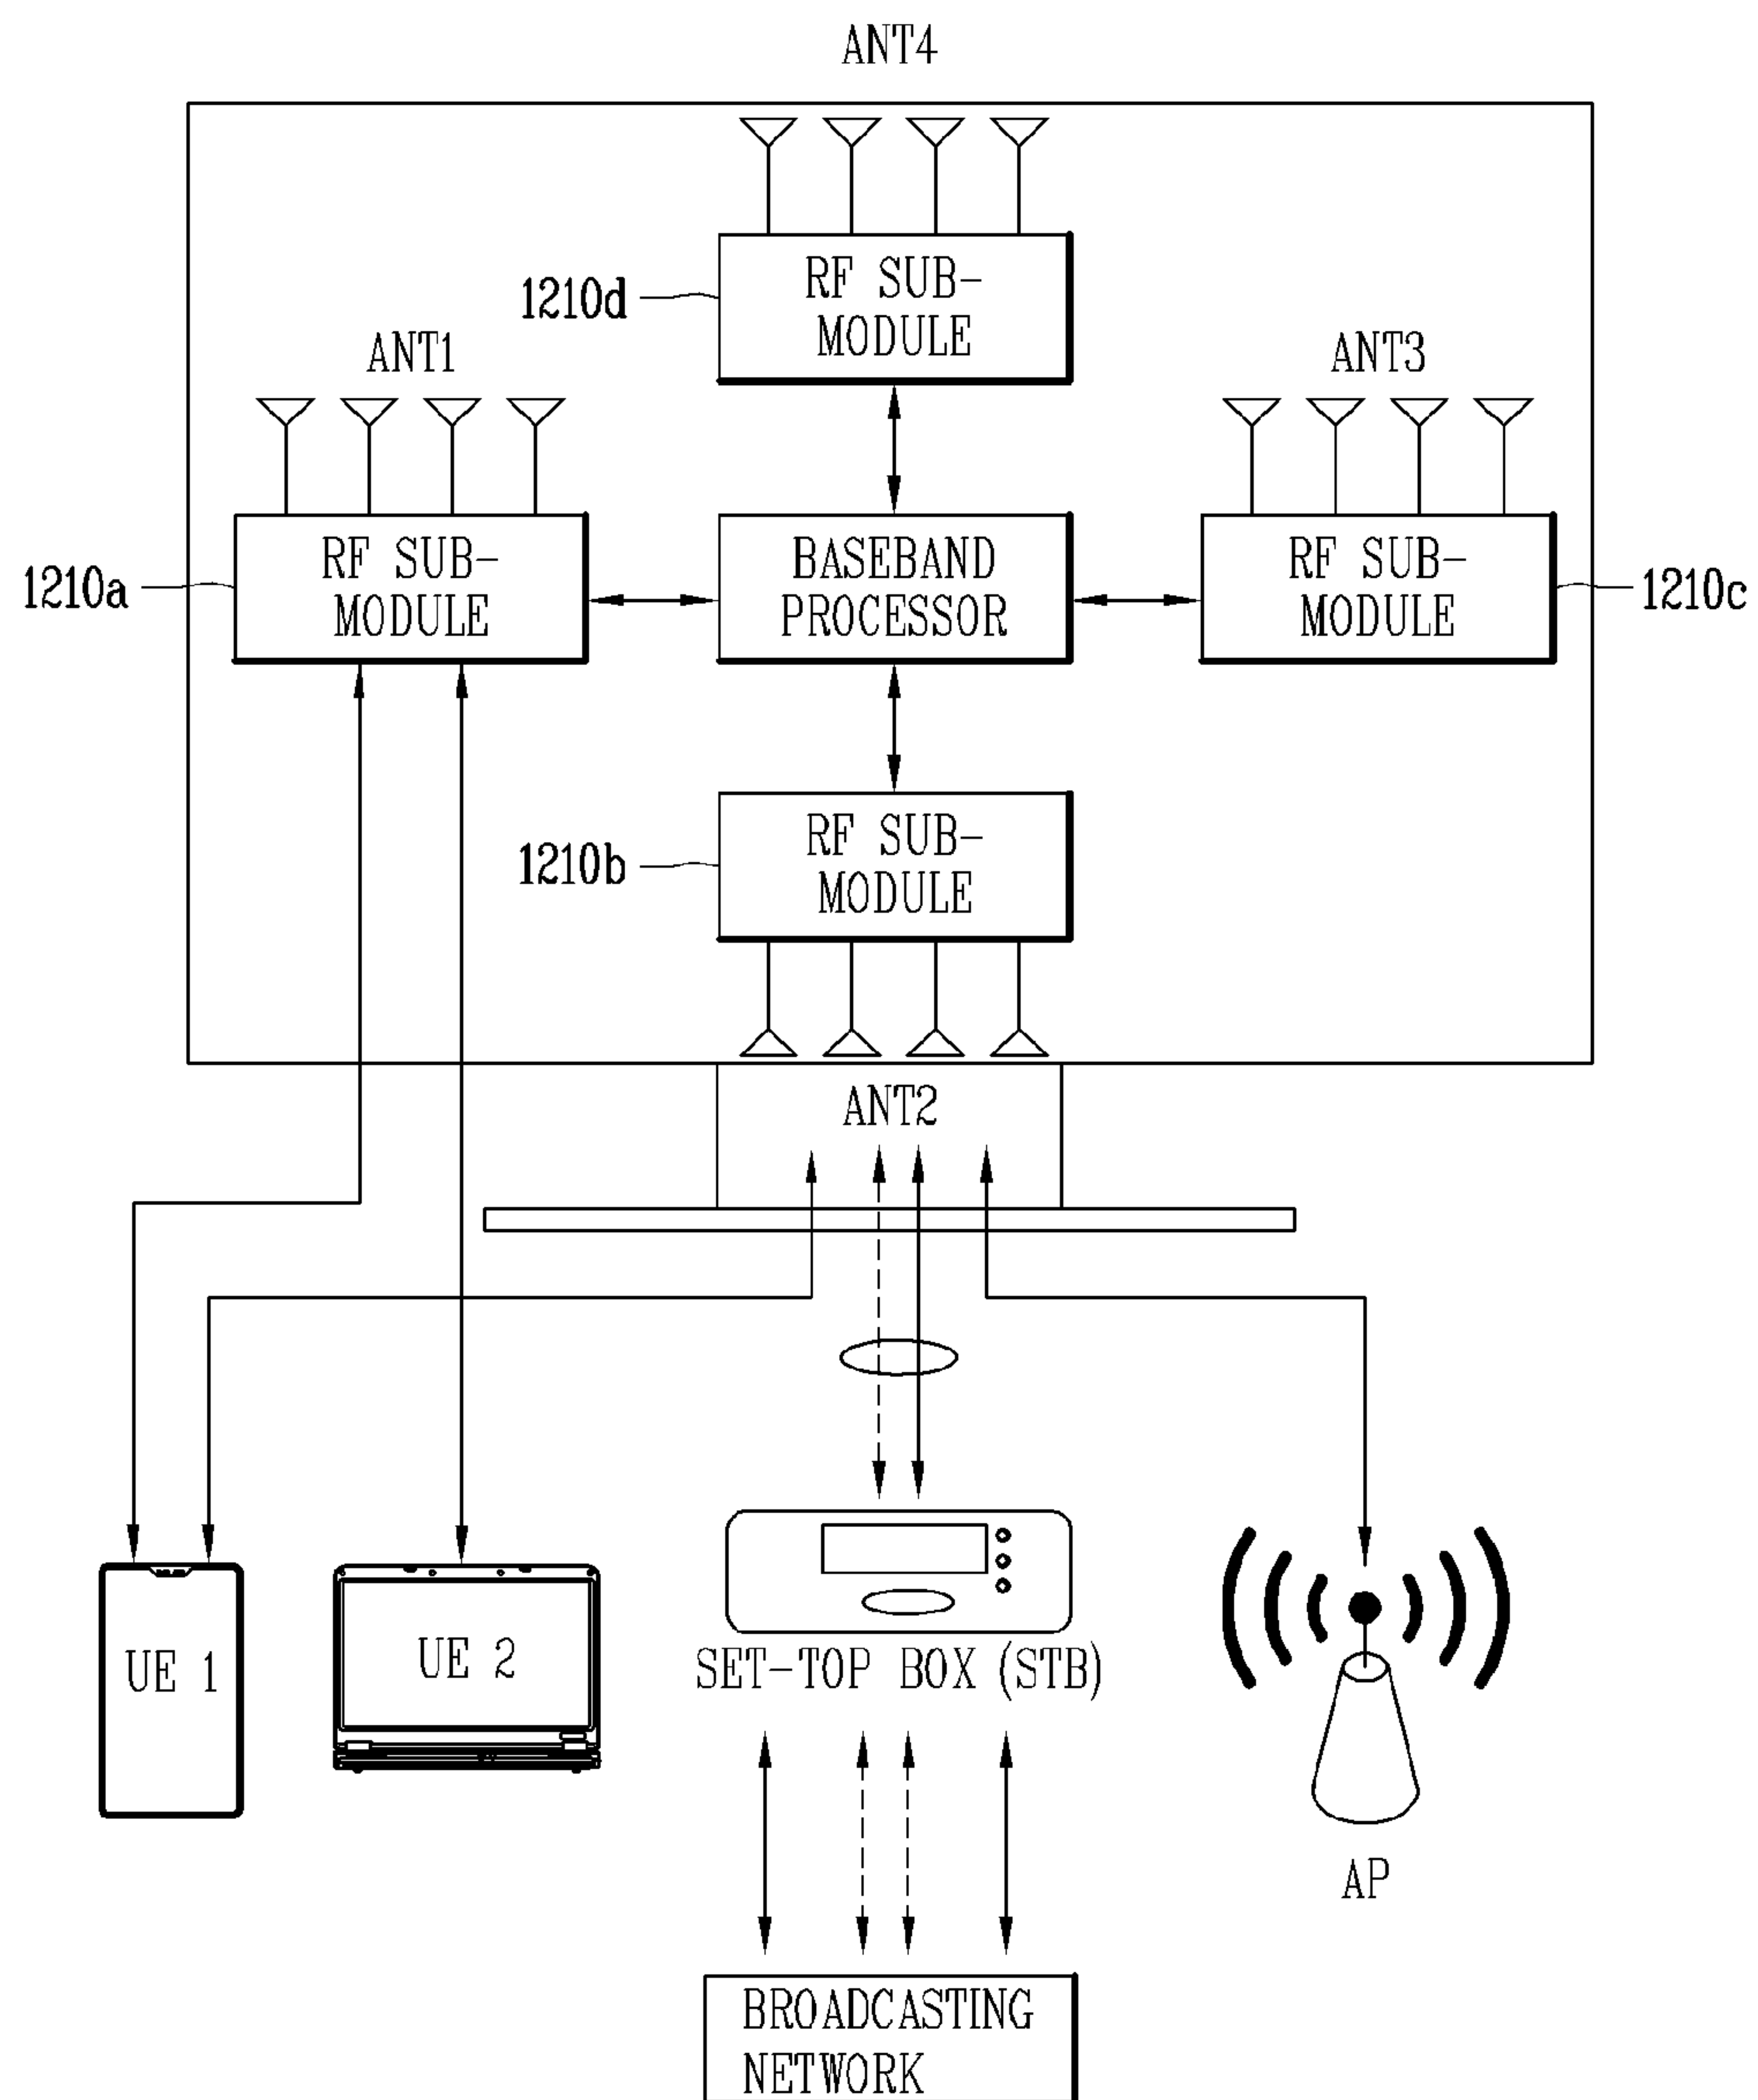 ANT4
1210d
RF SUB-
MODULE
ANT1
ANT3
1210a
RF SUB-
MODULE
BASEBAND
PROCESSOR
RF SUB-
MODULE
1210c
1210b
RF SUB-
MODULE
ANT2
UE 1
UE 2
SET-TOP BOX (STB)
AP
BROADCASTING
NETWORK